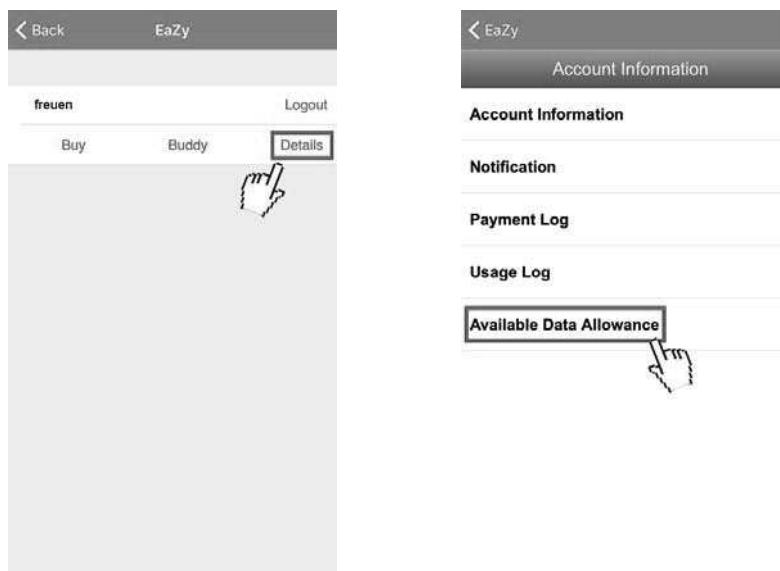 Back EaZy
freuen Logout
Buy Buddy Details
EaZy
Account Information
Account Information
Notification
Payment Log
Usage Log
Available Data Allowance